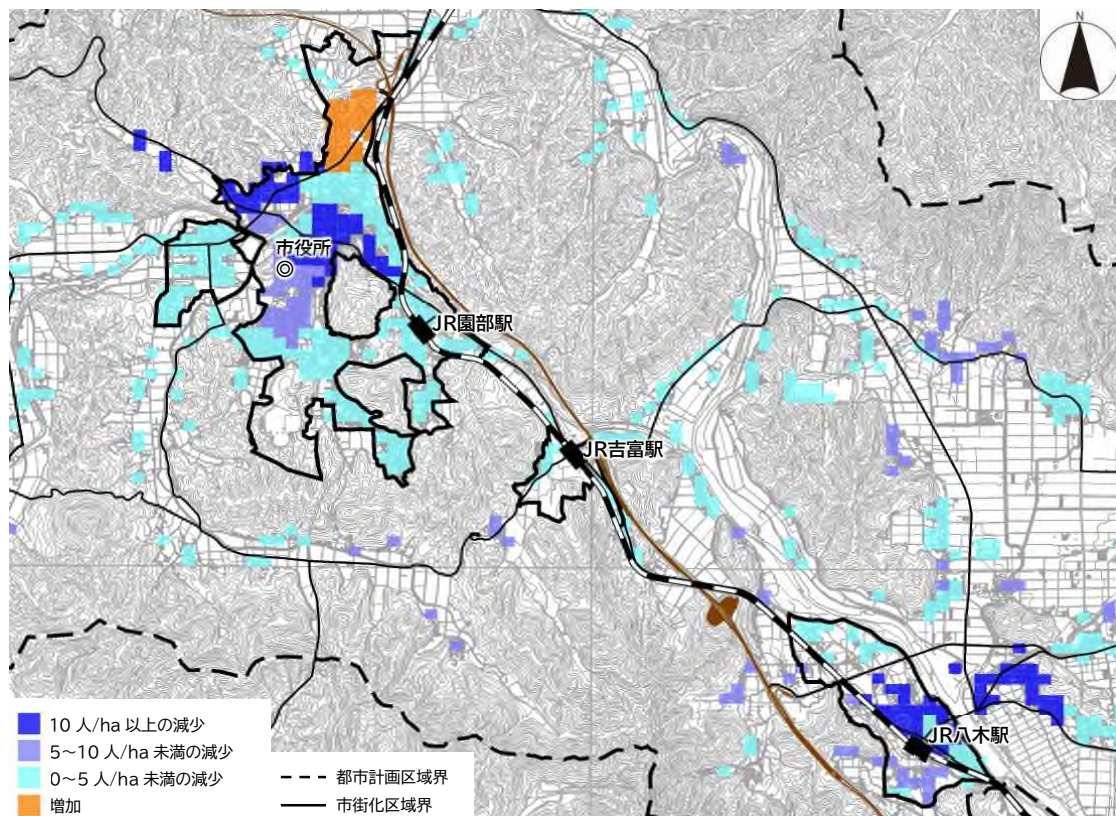 N
市役所
◎
JR園部駅
JR吉富駅
JR八木駅
10 人/ha 以上の減少
5~10 人/ha 未満の減少
0~5 人/ha 未満の減少
増加
都市計画区域界
市街化区域界